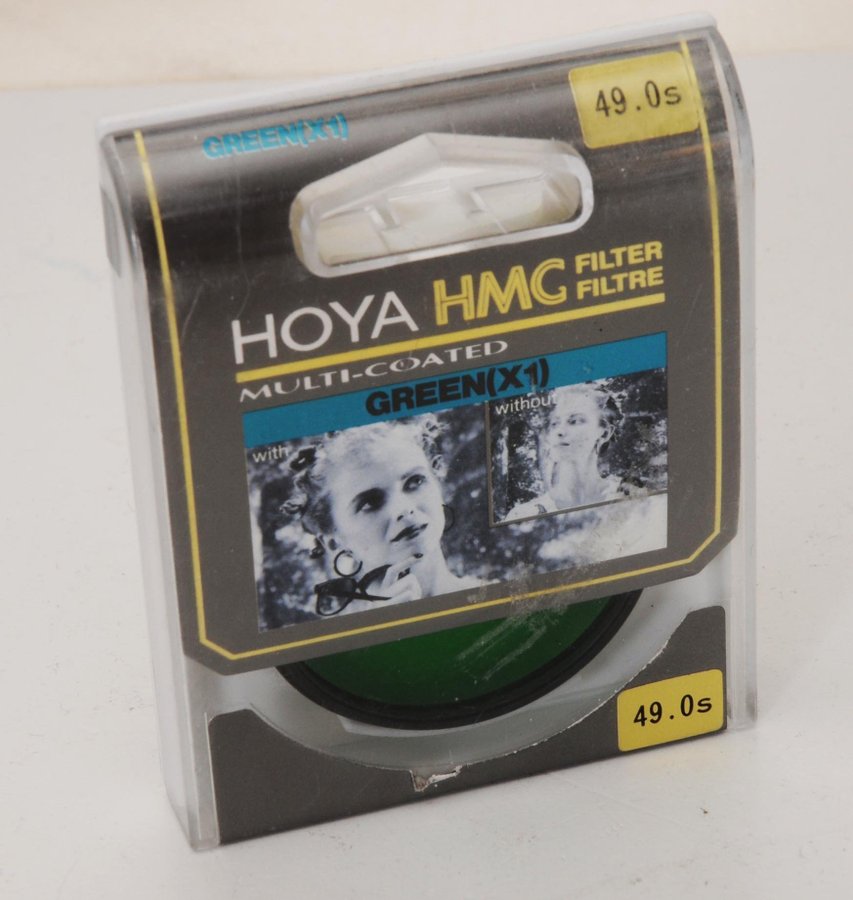 GREEN(X1)
49.0s
HOYA HMC FILTER
FILTRE
MULTI-COATED
GREEN(X1)
with
without
49.0s